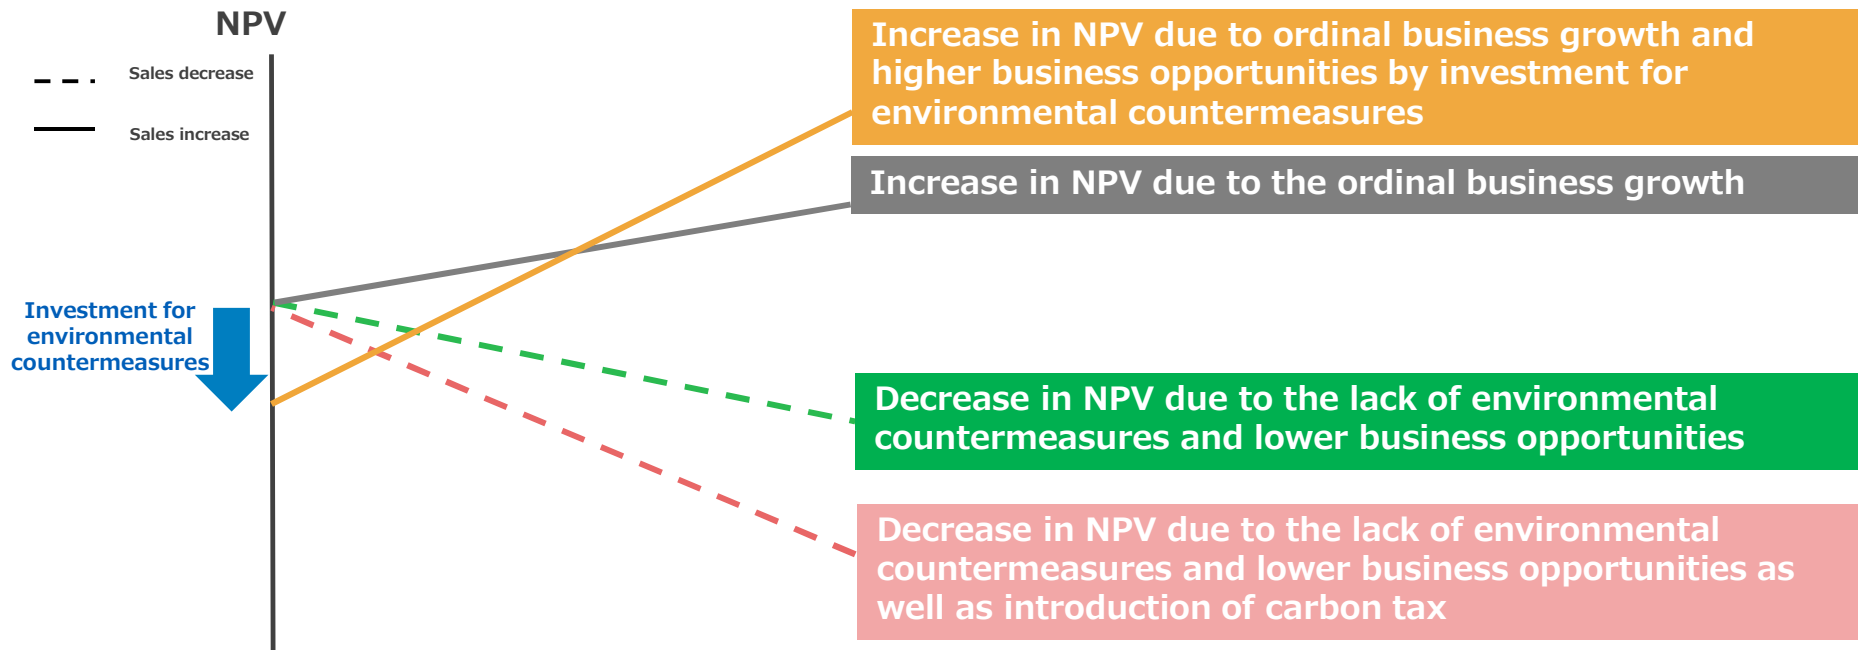 NPV
Sales decrease
Sales increase
Investment for
environmental
countermeasures
Increase in NPV due to ordinal business growth and
higher business opportunities by investment for
environmental countermeasures
Increase in NPV due to the ordinal business growth
Decrease in NPV due to the lack of environmental
countermeasures and lower business opportunities
Decrease in NPV due to the lack of environmental
countermeasures and lower business opportunities as
well as introduction of carbon tax